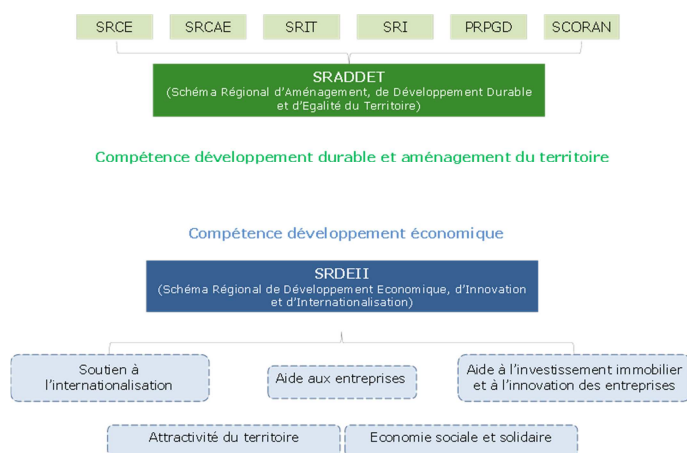 SRCE
SRCAE
SRIT
SRI
PRPGD
SCORAN
SRADDET
(Schéma Régional d'Aménagement, de Développement Durable
et d'Egalité du Territoire)
Compétence développement durable et aménagement du territoire
Compétence développement économique
SRDEII
(Schéma Régional de Développement Economique, d'Innovation
et d'Internationalisation)
Soutien à
l'internationalisation
Aide aux entreprises
Aide à l'investissement immobilier
et à l'innovation des entreprises
Attractivité du territoire
Economie sociale et solidaire